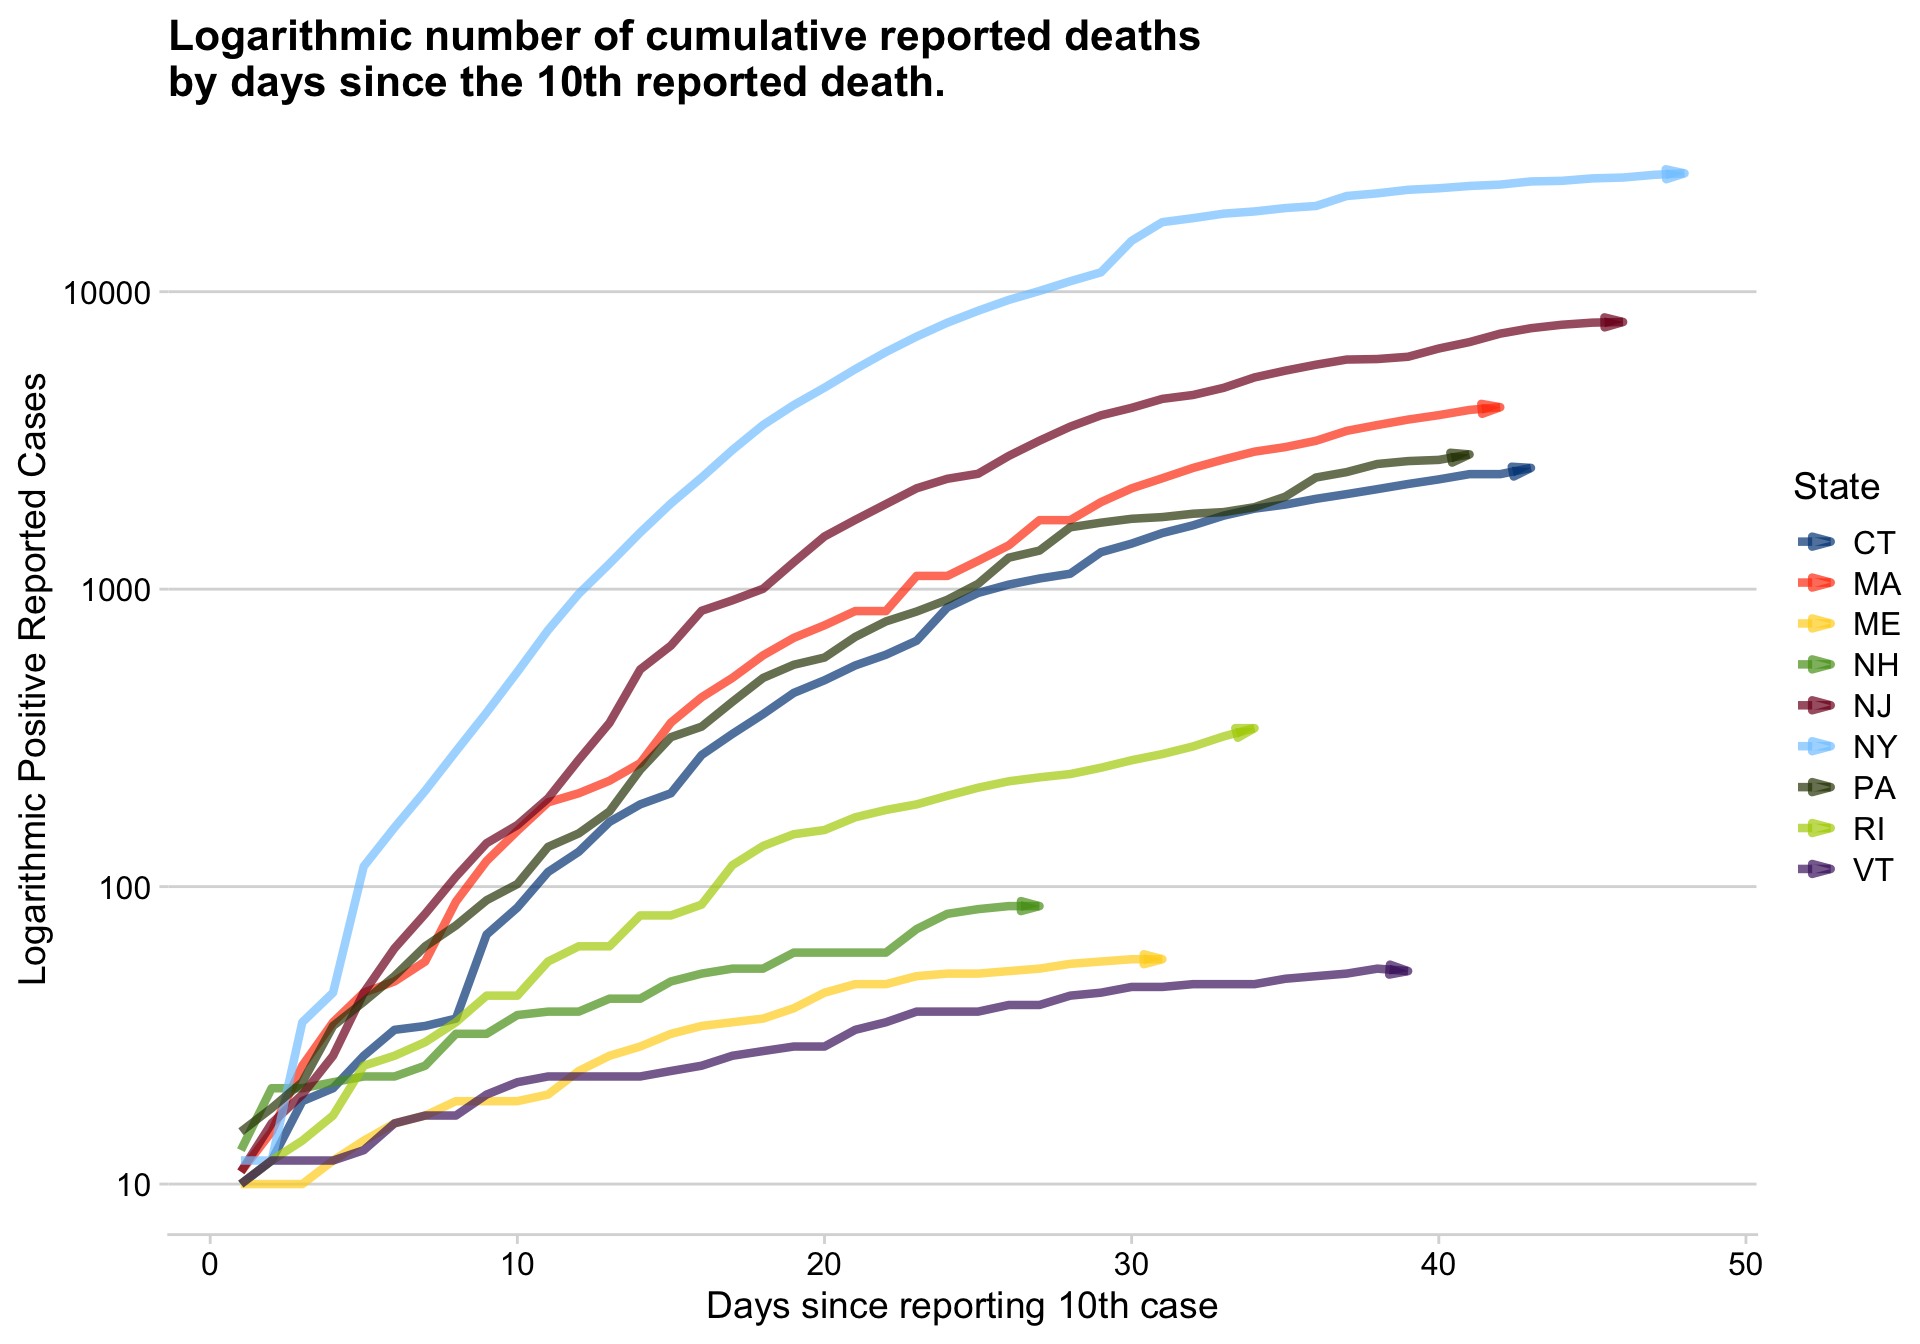 Logarithmic number of cumulative reported deaths
by days since the 10th reported death.
Logarithmic Positive Reported Cases
10000
1000
100
10
0 10 20 30 40 50
Days since reporting 10th case
State
CT
MA
ME
NH
NJ
NY
PA
RI
VT